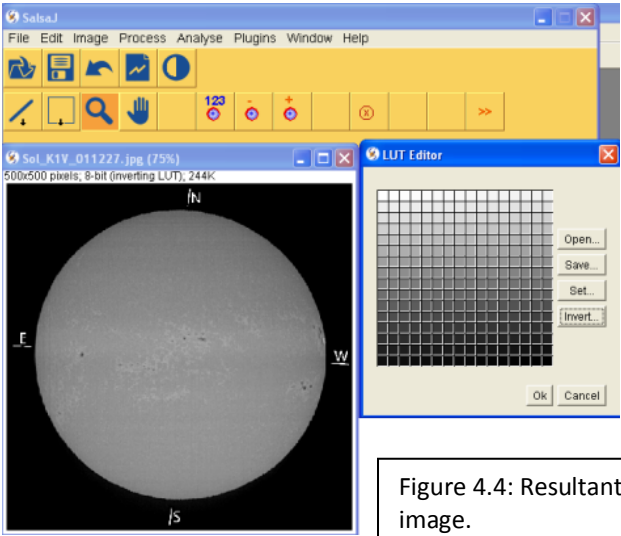 SalsaJ
File Edit Image Process Analyse Plugins Window Help
123
- +
x
>>
Sol_K1V_011227.jpg (75%)
500x500 pixels; 8-bit (inverting LUT); 244K
N
E
W
S
LUT Editor
Open...
Save...
Set...
Invert...
Ok Cancel
Figure 4.4: Resultant
image.